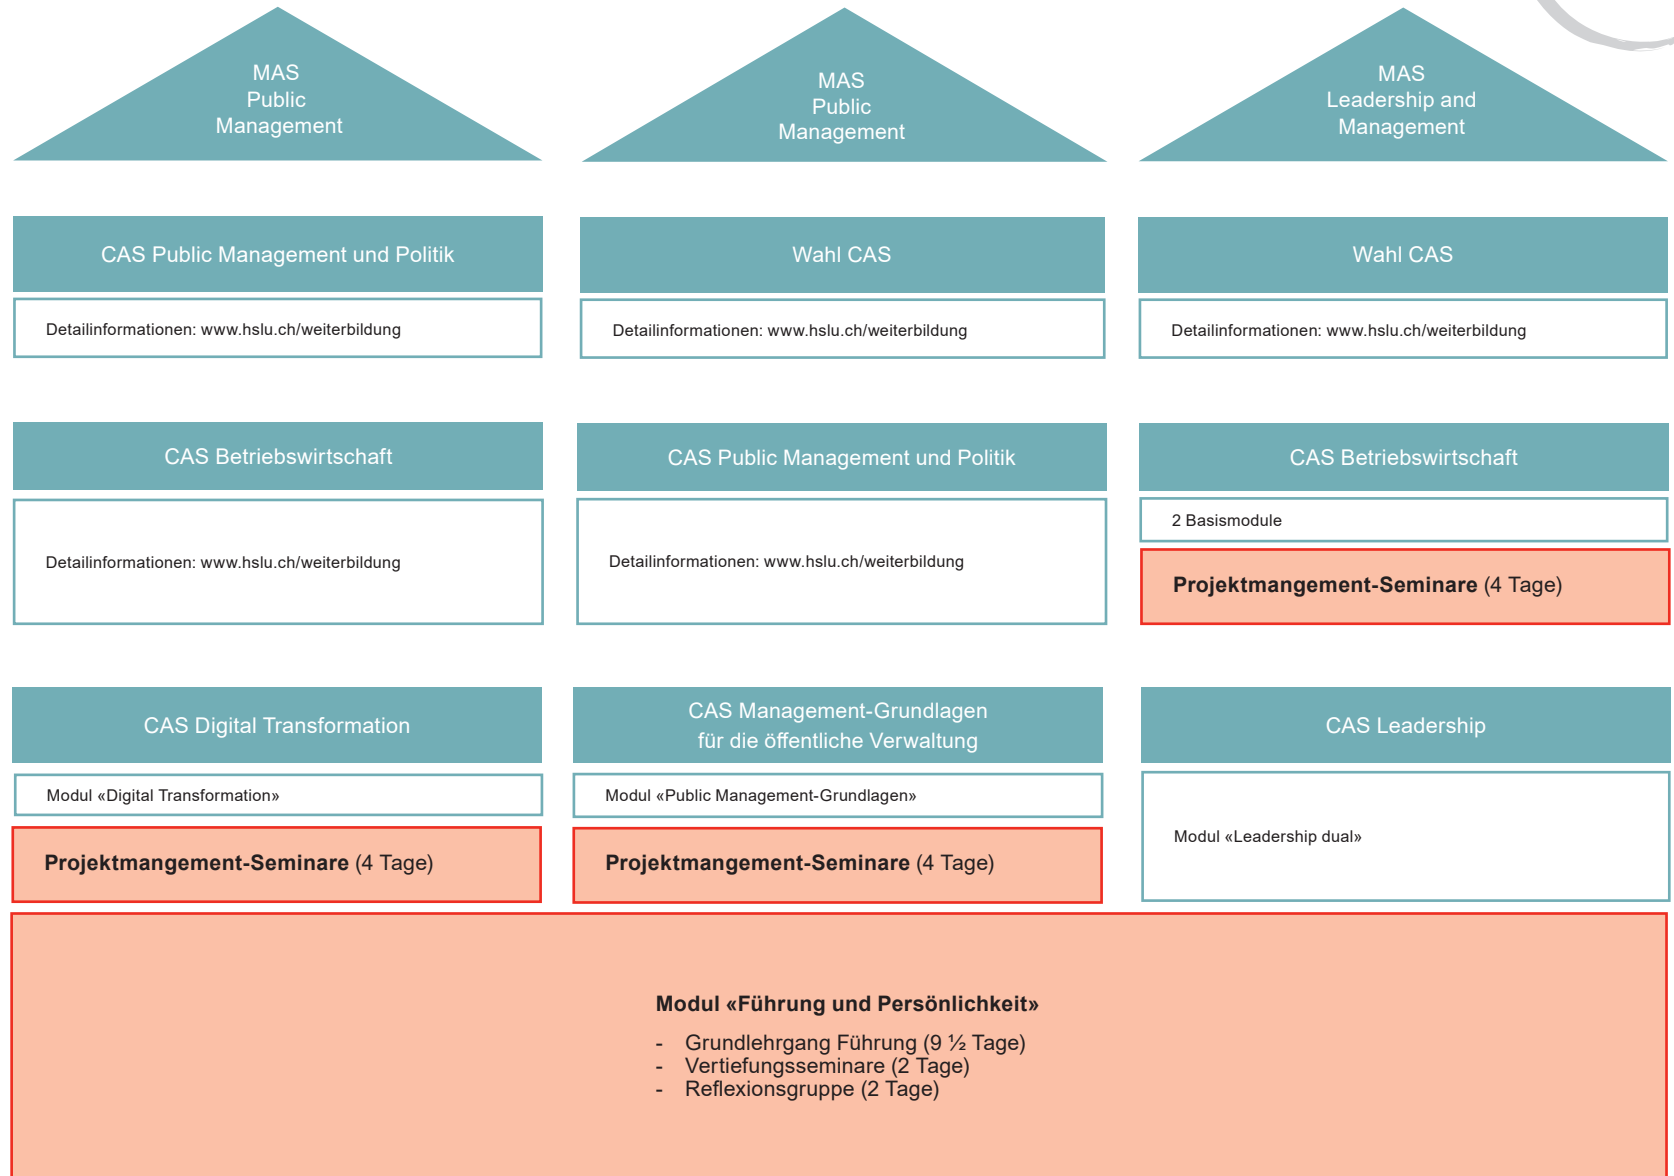 MAS
Public
Management
MAS
Public
Management
MAS
Leadership and
Management
CAS Public Management und Politik
Wahl CAS
Wahl CAS
Detailinformationen: www.hslu.ch/weiterbildung
Detailinformationen: www.hslu.ch/weiterbildung
Detailinformationen: www.hslu.ch/weiterbildung
CAS Betriebswirtschaft
CAS Public Management und Politik
CAS Betriebswirtschaft
Detailinformationen: www.hslu.ch/weiterbildung
Detailinformationen: www.hslu.ch/weiterbildung
2 Basismodule
Projektmangement-Seminare (4 Tage)
CAS Digital Transformation
CAS Management-Grundlagen
für die öffentliche Verwaltung
CAS Leadership
Modul «Digital Transformation»
Modul «Public Management-Grundlagen»
Modul «Leadership dual»
Projektmangement-Seminare (4 Tage)
Projektmangement-Seminare (4 Tage)
Modul «Führung und Persönlichkeit»
- Grundlehrgang Führung (9 ½ Tage)
- Vertiefungsseminare (2 Tage)
- Reflexionsgruppe (2 Tage)